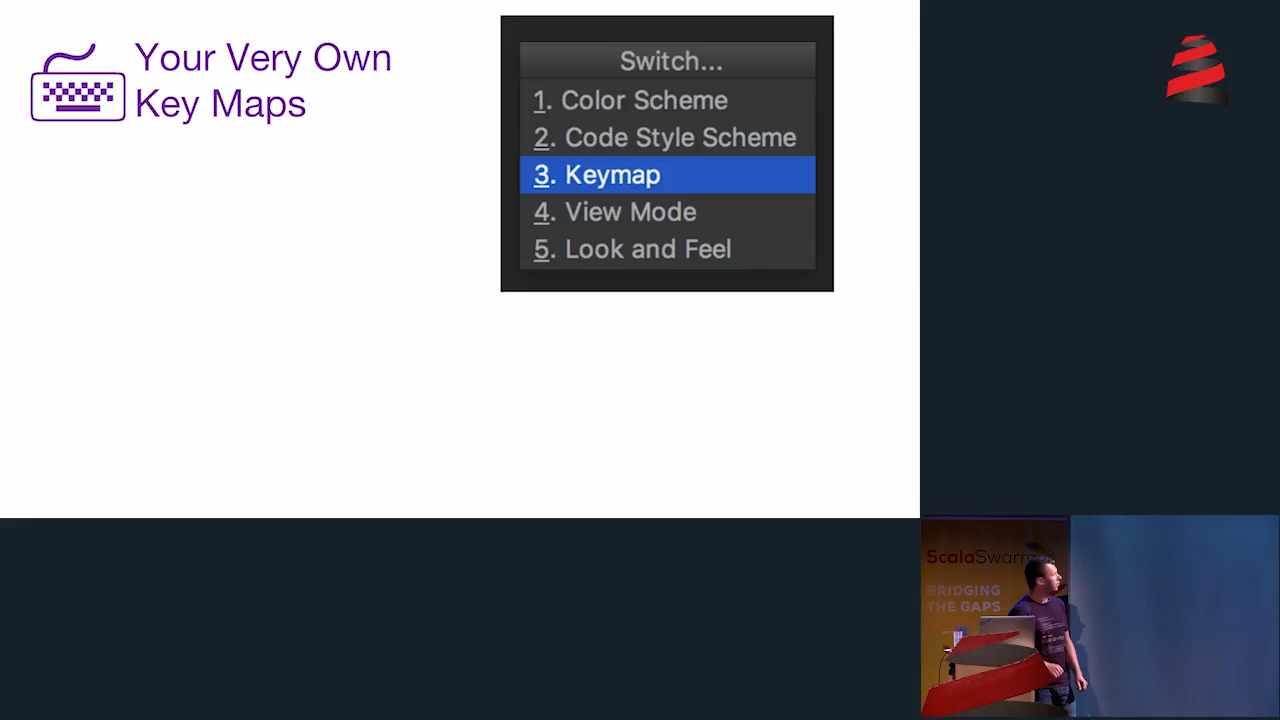 Your Very Own
Key Maps
Switch...
1. Color Scheme
2. Code Style Scheme
3. Keymap
4. View Mode
5. Look and Feel
ScalaSwarm
BRIDGING
THE GAPS